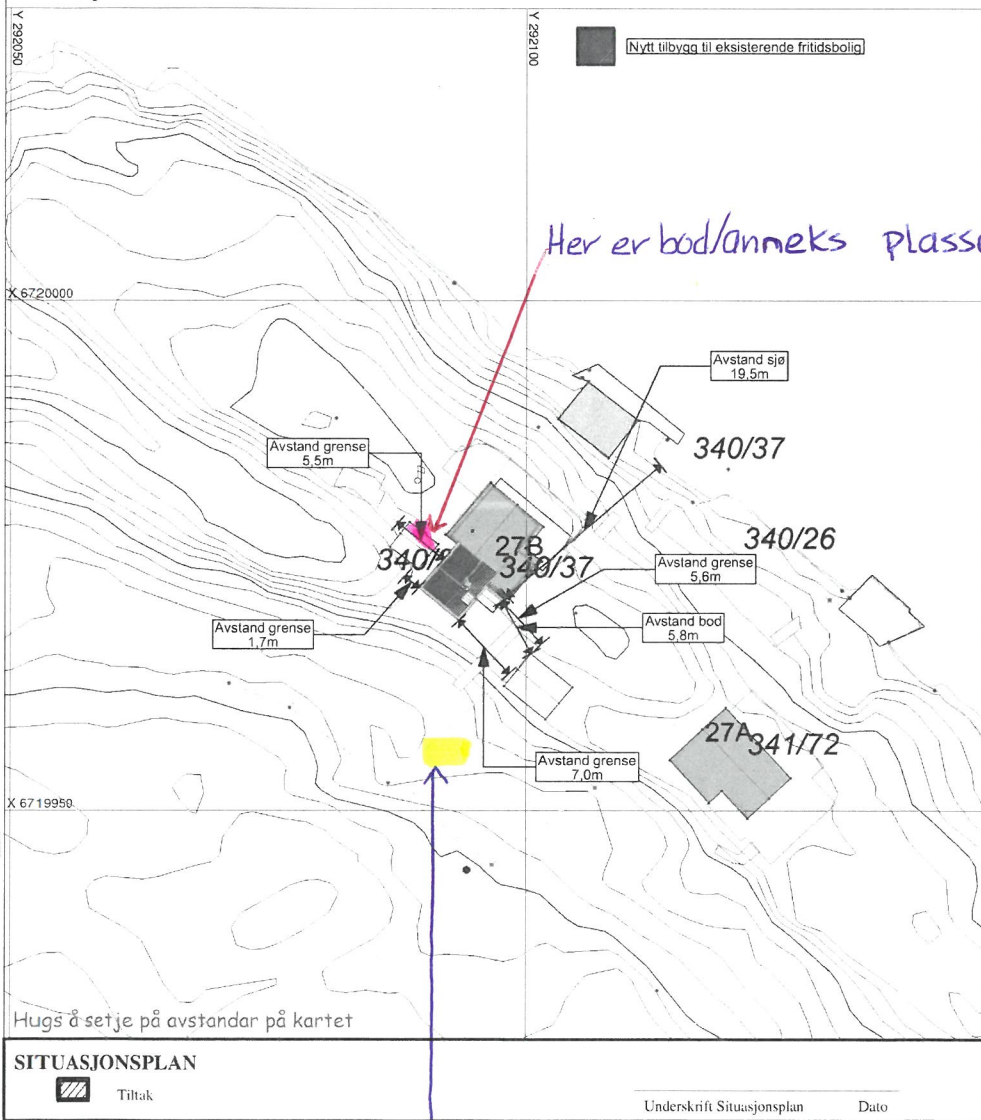 Y 292050
Y 292100
Nytt tilbygg til eksisterende fritidsbolig
Her er bod/anneks
X 6720000
Avstand sjø
19,5m
340/37
Avstand grense
5,5m
340/26
27B
340/37
Avstand grense
5,6m
Avstand bod
5,8m
Avstand grense
1,7m
27A
341/72
Avstand grense
7,0m
X 6719950
Hugs å setje på avstandar på kartet
SITUASJONSPLAN
Tiltak
Underskrift Situasjonsplan Dato